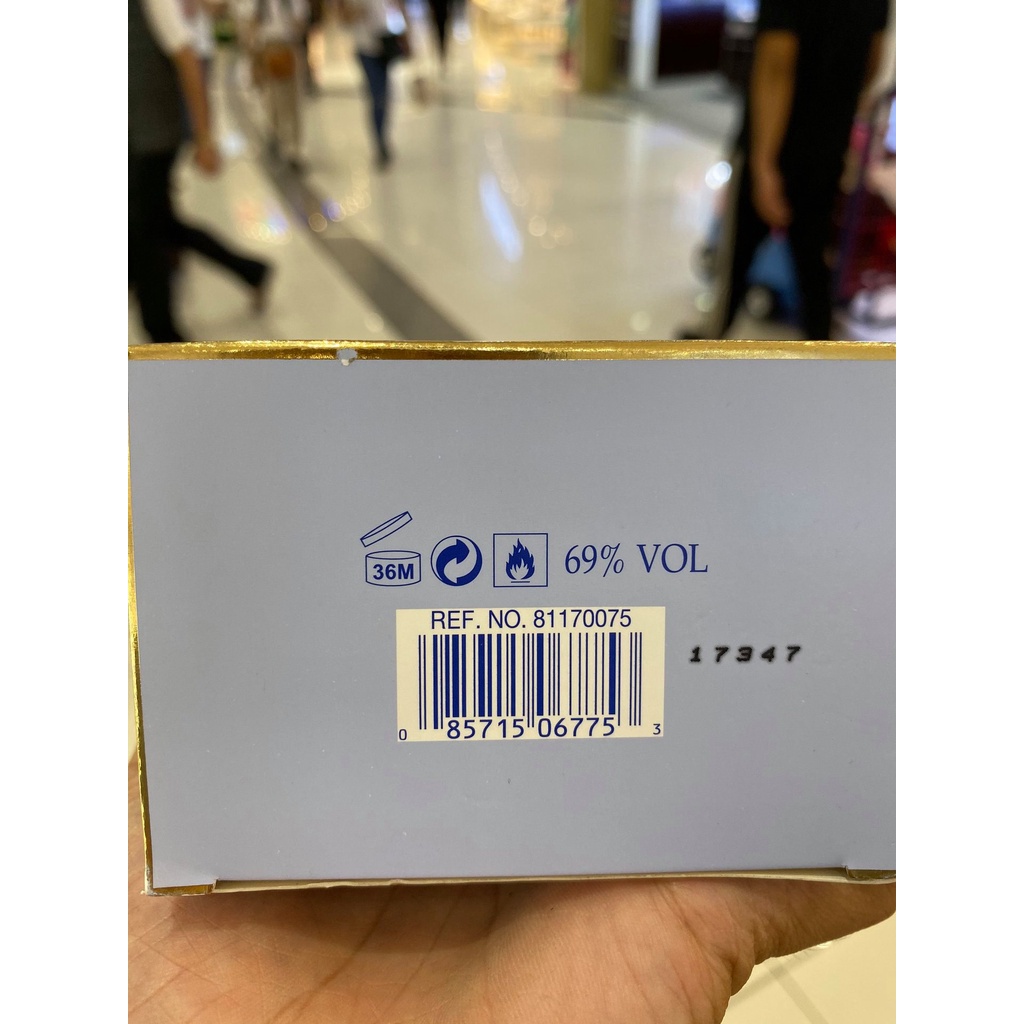 36M
69% VOL
REF. NO. 81170075
17347
0 85715 06775 3